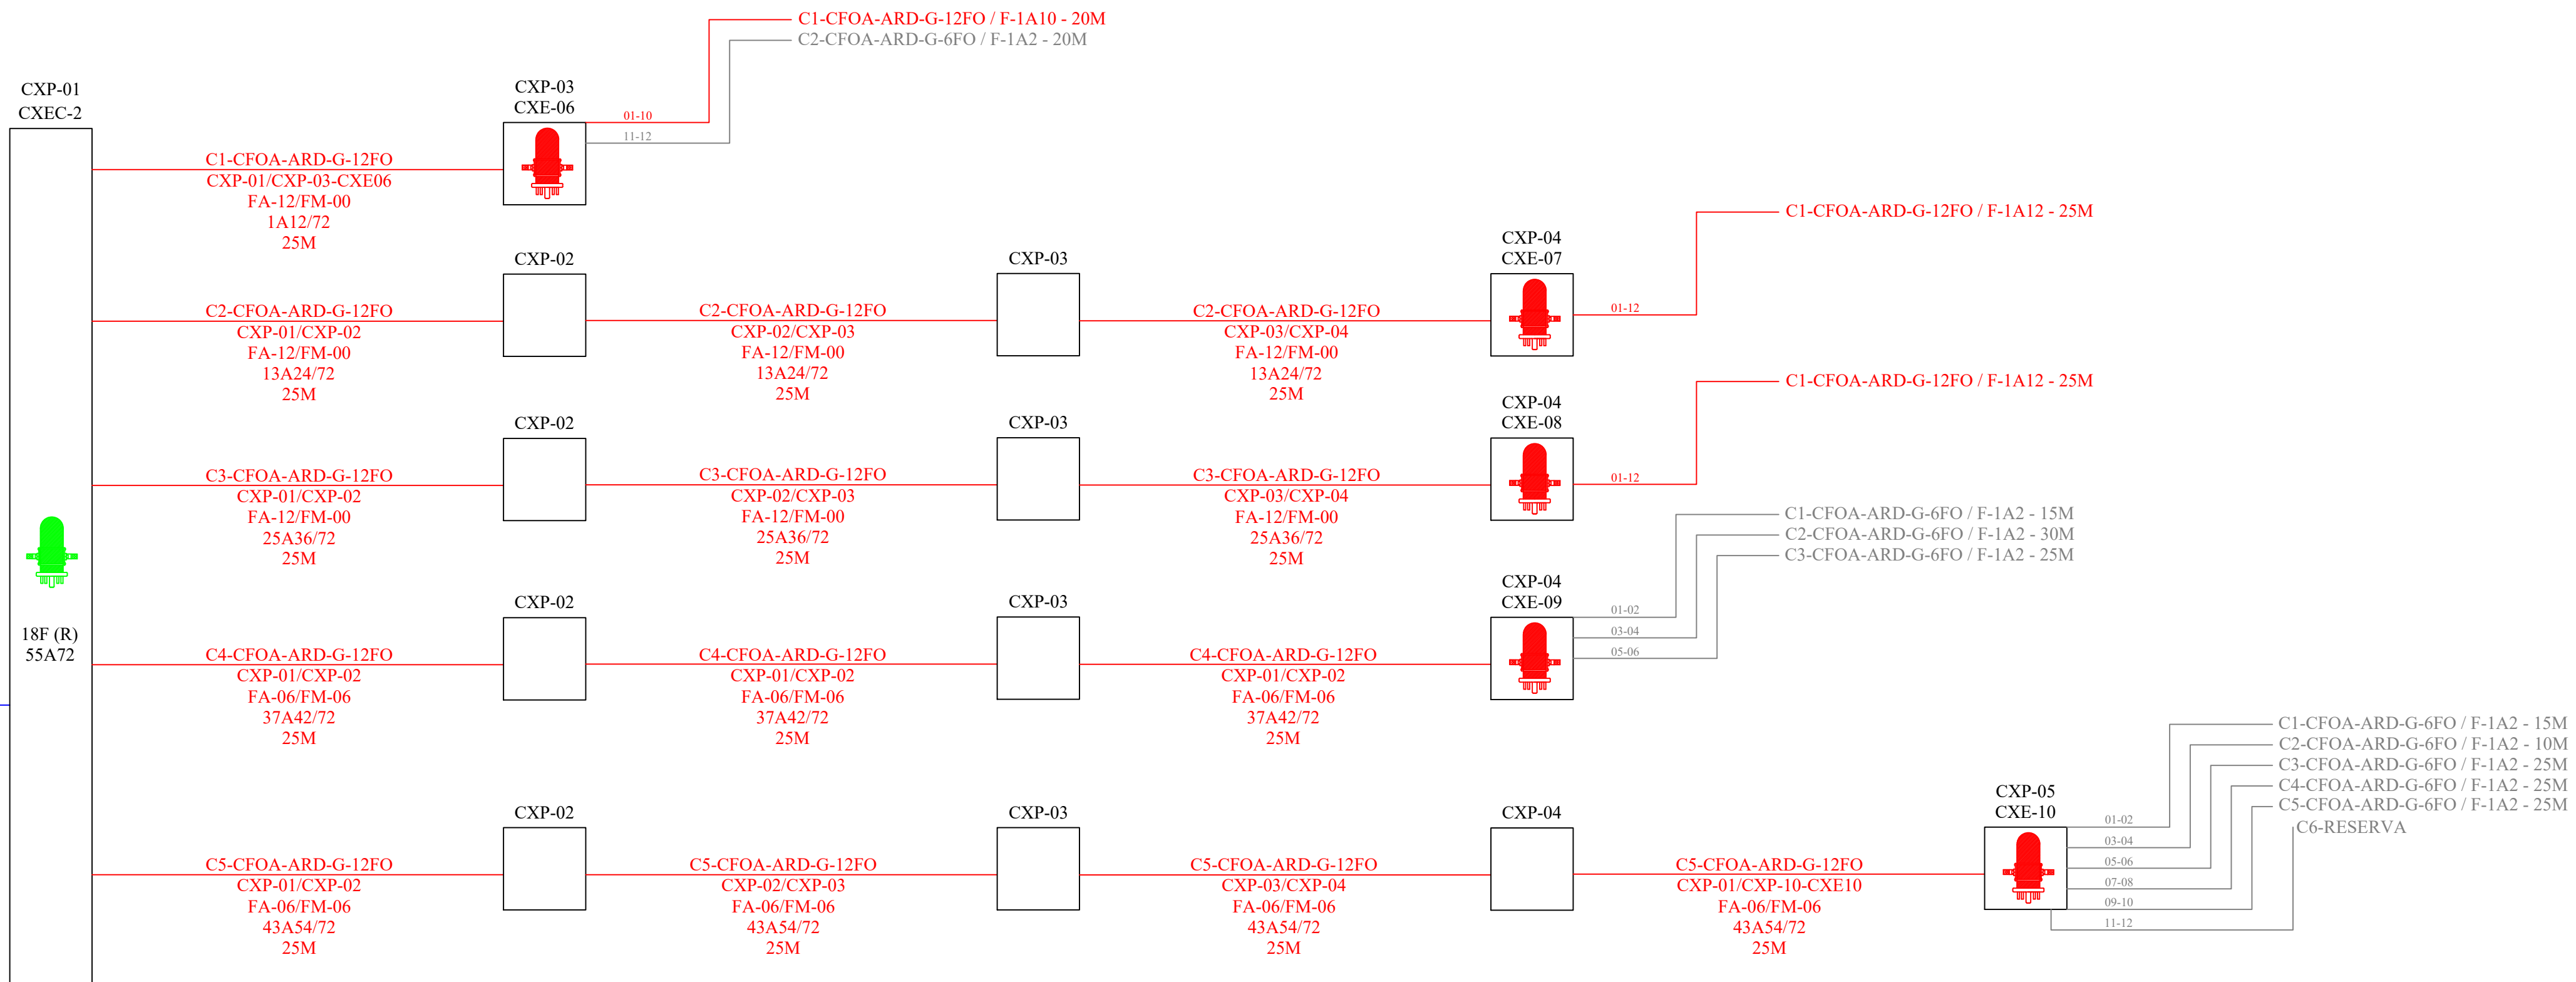 C1-CFOA-ARD-G-12FO / F-1A10 - 20M
C2-CFOA-ARD-G-6FO / F-1A2 - 20M
CXP-01
CXEC-2
CXP-03
CXE-06
01-10
11-12
C1-CFOA-ARD-G-12FO
CXP-01/CXP-03-CXE06
FA-12/FM-00
1A12/72
25M
CXP-02
CXP-03
CXP-04
CXE-07
C1-CFOA-ARD-G-12FO / F-1A12 - 25M
01-12
C2-CFOA-ARD-G-12FO
CXP-01/CXP-02
FA-12/FM-00
13A24/72
25M
C2-CFOA-ARD-G-12FO
CXP-02/CXP-03
FA-12/FM-00
13A24/72
25M
C2-CFOA-ARD-G-12FO
CXP-03/CXP-04
FA-12/FM-00
13A24/72
25M
CXP-02
CXP-03
CXP-04
CXE-08
C1-CFOA-ARD-G-12FO / F-1A12 - 25M
01-12
C3-CFOA-ARD-G-12FO
CXP-01/CXP-02
FA-12/FM-00
25A36/72
25M
C3-CFOA-ARD-G-12FO
CXP-02/CXP-03
FA-12/FM-00
25A36/72
25M
C3-CFOA-ARD-G-12FO
CXP-03/CXP-04
FA-12/FM-00
25A36/72
25M
C1-CFOA-ARD-G-6FO / F-1A2 - 15M
C2-CFOA-ARD-G-6FO / F-1A2 - 30M
C3-CFOA-ARD-G-6FO / F-1A2 - 25M
CXP-02
CXP-03
CXP-04
CXE-09
01-02
03-04
05-06
18F (R)
55A72
C4-CFOA-ARD-G-12FO
CXP-01/CXP-02
FA-06/FM-06
37A42/72
25M
C4-CFOA-ARD-G-12FO
CXP-01/CXP-02
FA-06/FM-06
37A42/72
25M
C4-CFOA-ARD-G-12FO
CXP-01/CXP-02
FA-06/FM-06
37A42/72
25M
C1-CFOA-ARD-G-6FO / F-1A2 - 15M
C2-CFOA-ARD-G-6FO / F-1A2 - 10M
C3-CFOA-ARD-G-6FO / F-1A2 - 25M
C4-CFOA-ARD-G-6FO / F-1A2 - 25M
C5-CFOA-ARD-G-6FO / F-1A2 - 25M
C6-RESERVA
CXP-02
CXP-03
CXP-04
CXP-05
CXE-10
01-02
03-04
05-06
07-08
09-10
11-12
C5-CFOA-ARD-G-12FO
CXP-01/CXP-02
FA-06/FM-06
43A54/72
25M
C5-CFOA-ARD-G-12FO
CXP-02/CXP-03
FA-06/FM-06
43A54/72
25M
C5-CFOA-ARD-G-12FO
CXP-03/CXP-04
FA-06/FM-06
43A54/72
25M
C5-CFOA-ARD-G-12FO
CXP-01/CXP-10-CXE10
FA-06/FM-06
43A54/72
25M